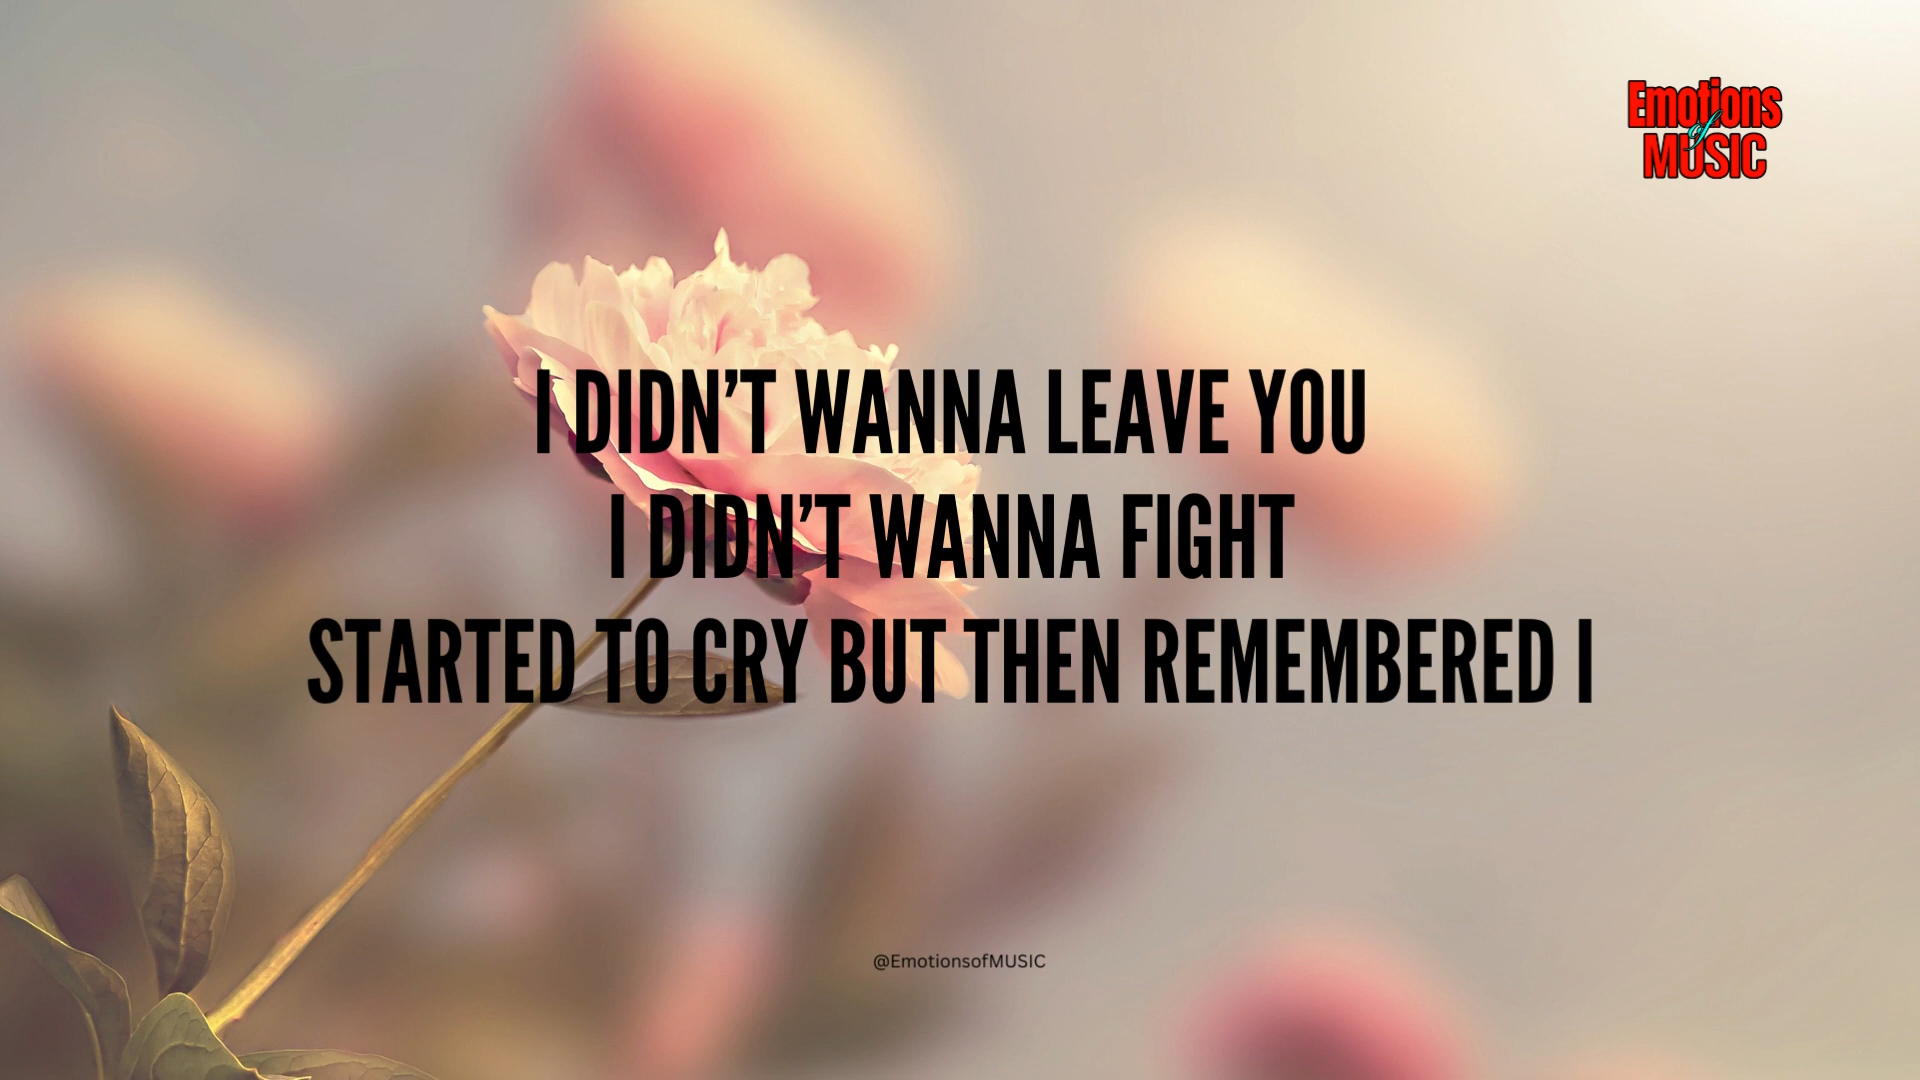 Emotions
of
MUSIC
I DIDN'T WANNA LEAVE YOU
I DIDN'T WANNA FIGHT
STARTED TO CRY BUT THEN REMEMBERED I
@EmotionsofMUSIC